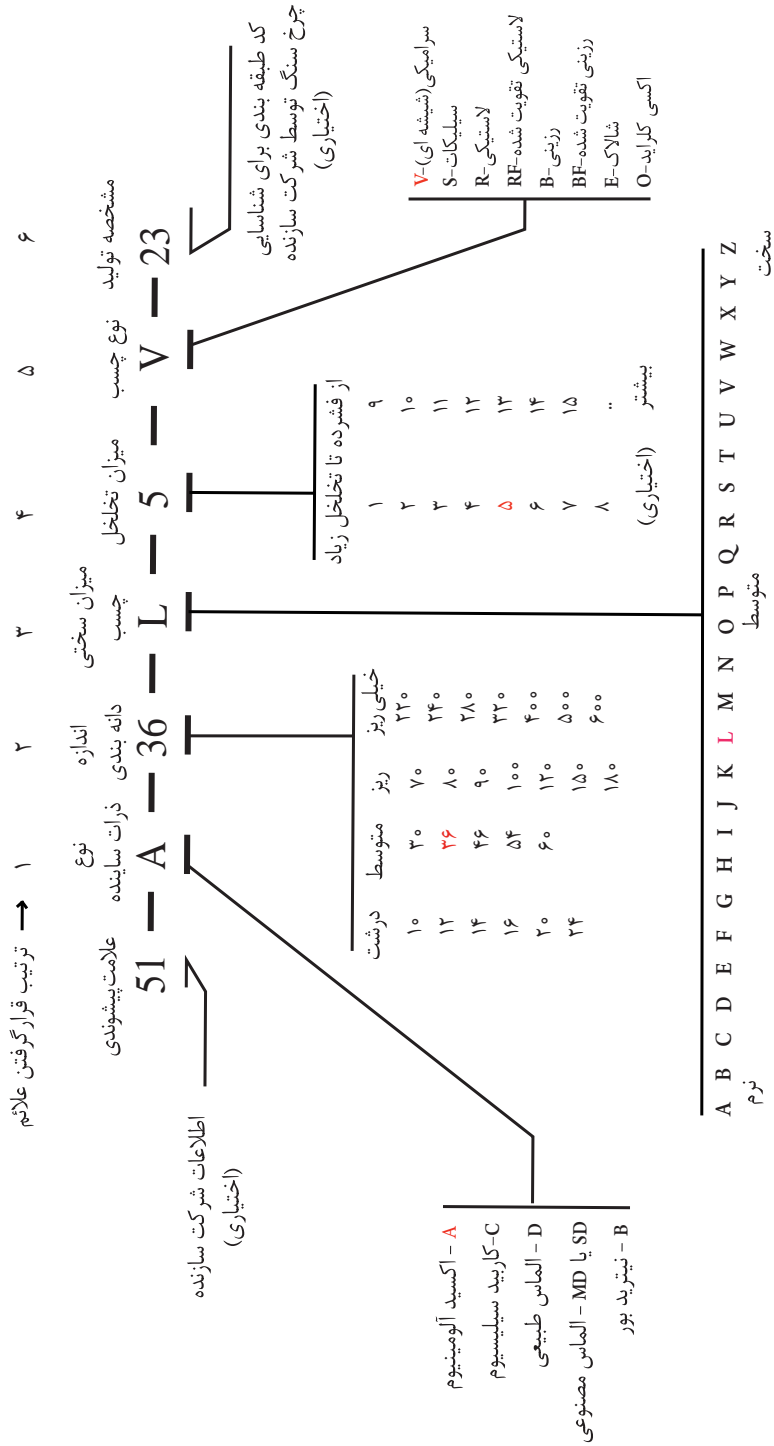 ترتیب قرارگرفتن علائم → ۱ ۲ ۳ ۴ ۵ ۶
علامت پیشوندی
نوع
ذرات ساینده
اندازه
دانه بندی
میزان سختی
چسب
میزان تخلخل
نوع چسب
مشخصه تولید
51 — A — 36 — L — 5 — V — 23
اطلاعات شرکت سازنده
(اختیاری)
کد طبقه بندی برای شناسایی
چرخ سنگ توسط شرکت سازنده
(اختیاری)
A - اکسید آلومینیوم
C-کاربید سیلیسیوم
D - الماس طبیعی
SD یا MD - الماس مصنوعی
B - نیترید بور
درشت متوسط ریز خیلی ریز
۱۰ ۳۰ ۷۰ ۲۲۰
۱۲ ۳۶ ۸۰ ۲۴۰
۱۴ ۴۶ ۹۰ ۲۸۰
۱۶ ۵۴ ۱۰۰ ۳۲۰
۲۰ ۶۰ ۱۲۰ ۴۰۰
۲۴ ۱۵۰ ۵۰۰
۱۸۰ ۶۰۰
از فشرده تا تخلخل زیاد
۱ ۹
۲ ۱۰
۳ ۱۱
۴ ۱۲
۵ ۱۳
۶ ۱۴
۷ ۱۵
۸ ..
(اختیاری) بیشتر
V-سرامیکی(شیشه ای)
S-سیلیکات
R-لاستیکی
RF-لاستیکی تقویت شده
B-رزینی
BF-رزینی تقویت شده
E-شالاک
O-اکسی کلراید
A B C D E F G H I J K L M N O P Q R S T U V W X Y Z
نرم متوسط سخت